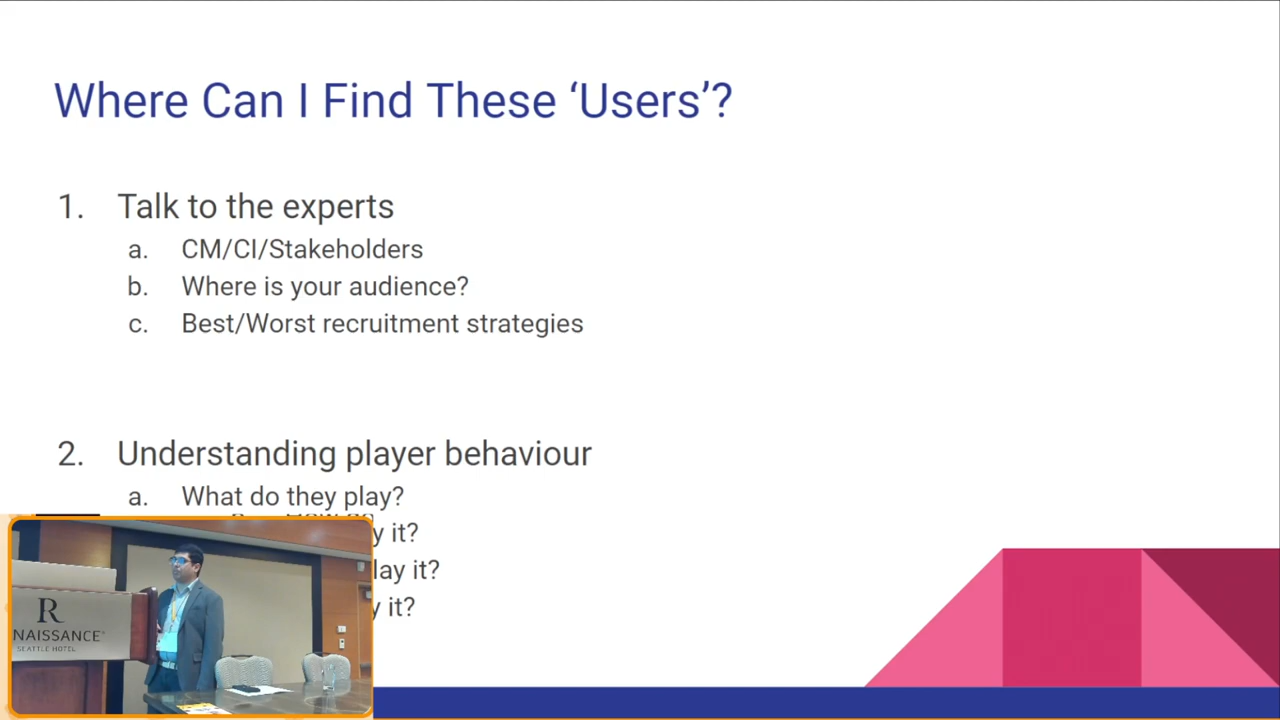 Where Can I Find These ‘Users’?
1. Talk to the experts
a. CM/CI/Stakeholders
b. Where is your audience?
c. Best/Worst recruitment strategies
2. Understanding player behaviour
a. What do they play?
y it?
lay it?
y it?
R
NAISSANCE
SEATTLE HOTEL